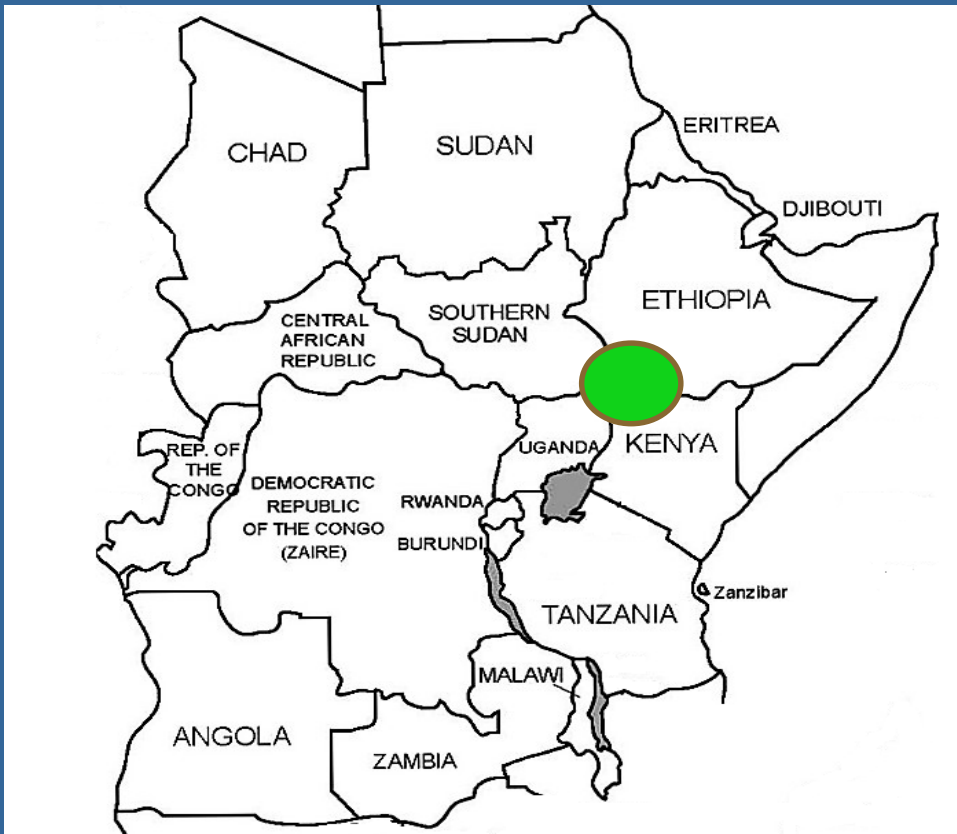 CHAD
SUDAN
ERITREA
DJIBOUTI
ETHIOPIA
SOUTHERN
SUDAN
CENTRAL
AFRICAN
REPUBLIC
UGANDA
KENYA
REP. OF
THE
CONGO
DEMOCRATIC
REPUBLIC
OF THE CONGO
(ZAIRE)
RWANDA
BURUNDI
TANZANIA
Zanzibar
MALAWI
ANGOLA
ZAMBIA